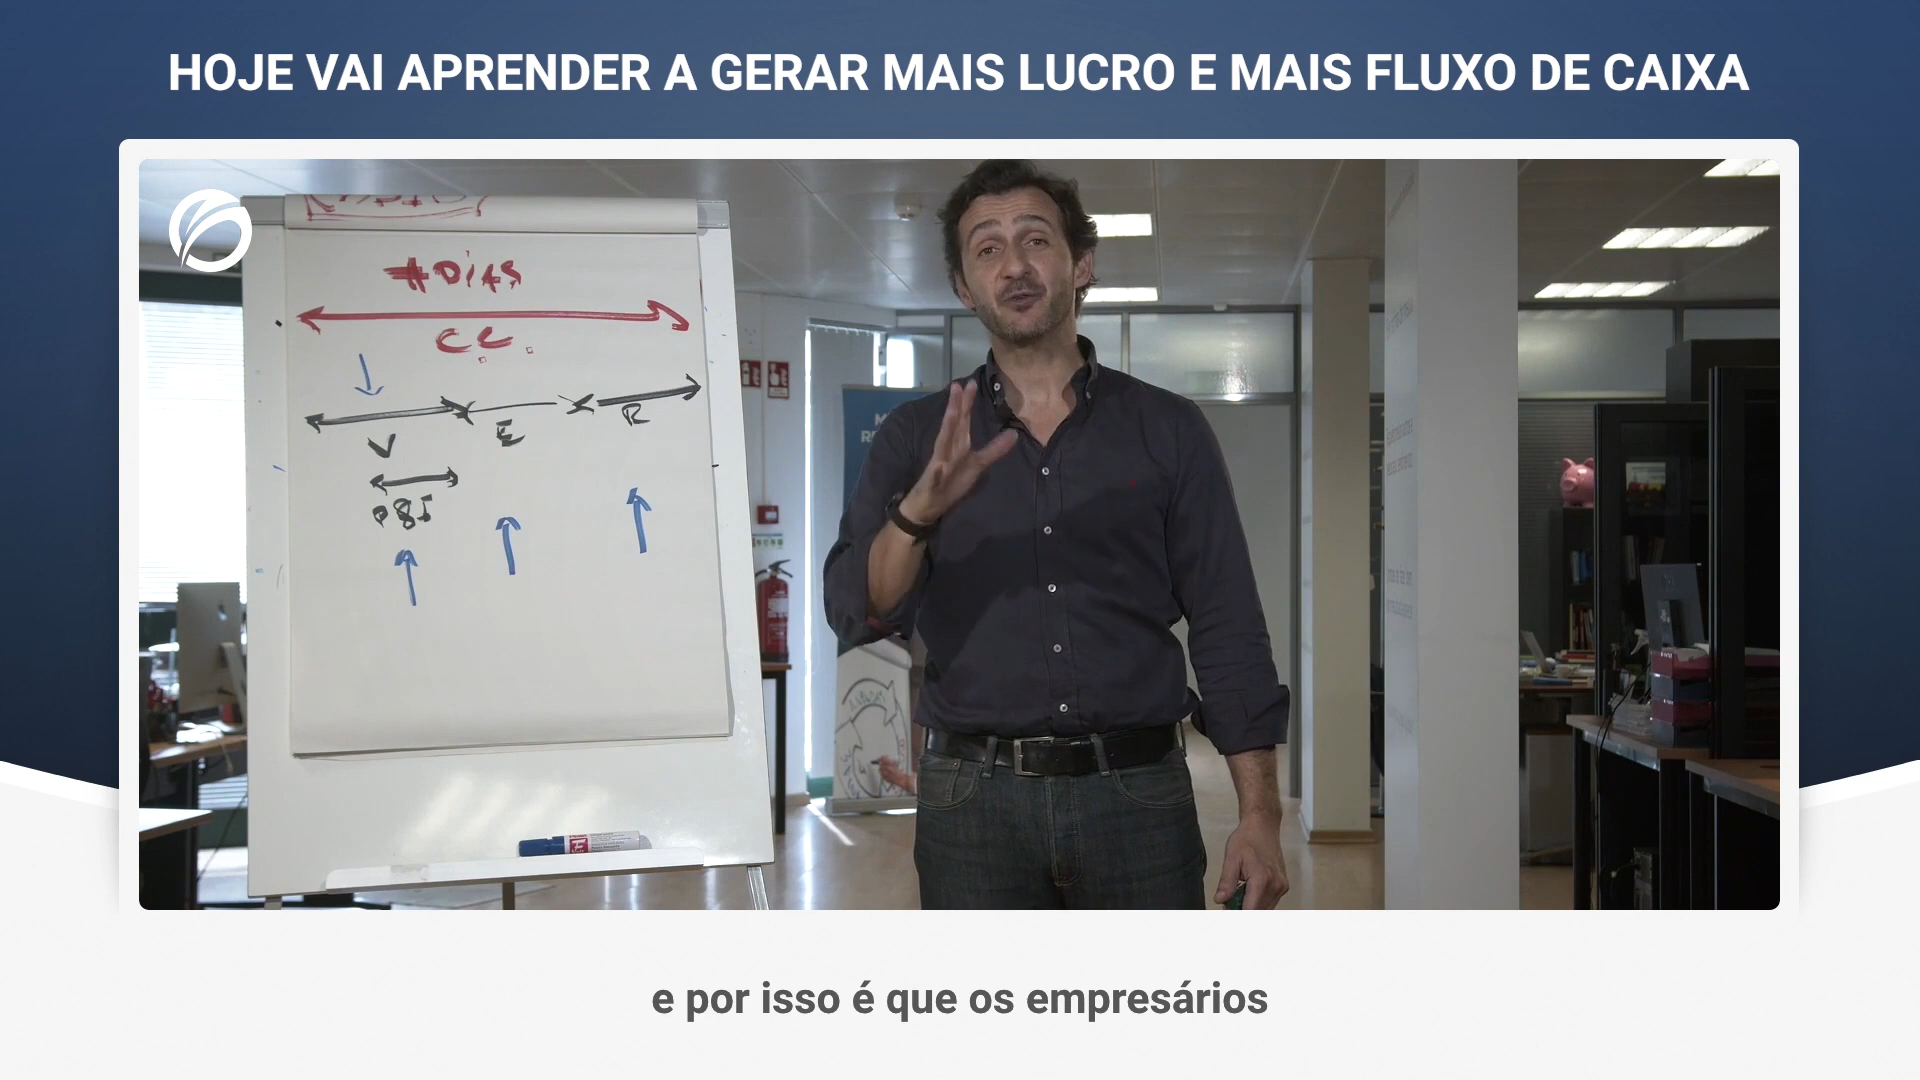 HOJE VAI APRENDER A GERAR MAIS LUCRO E MAIS FLUXO DE CAIXA
# DIAS
C.C.
V
E
R
e por isso é que os empresários